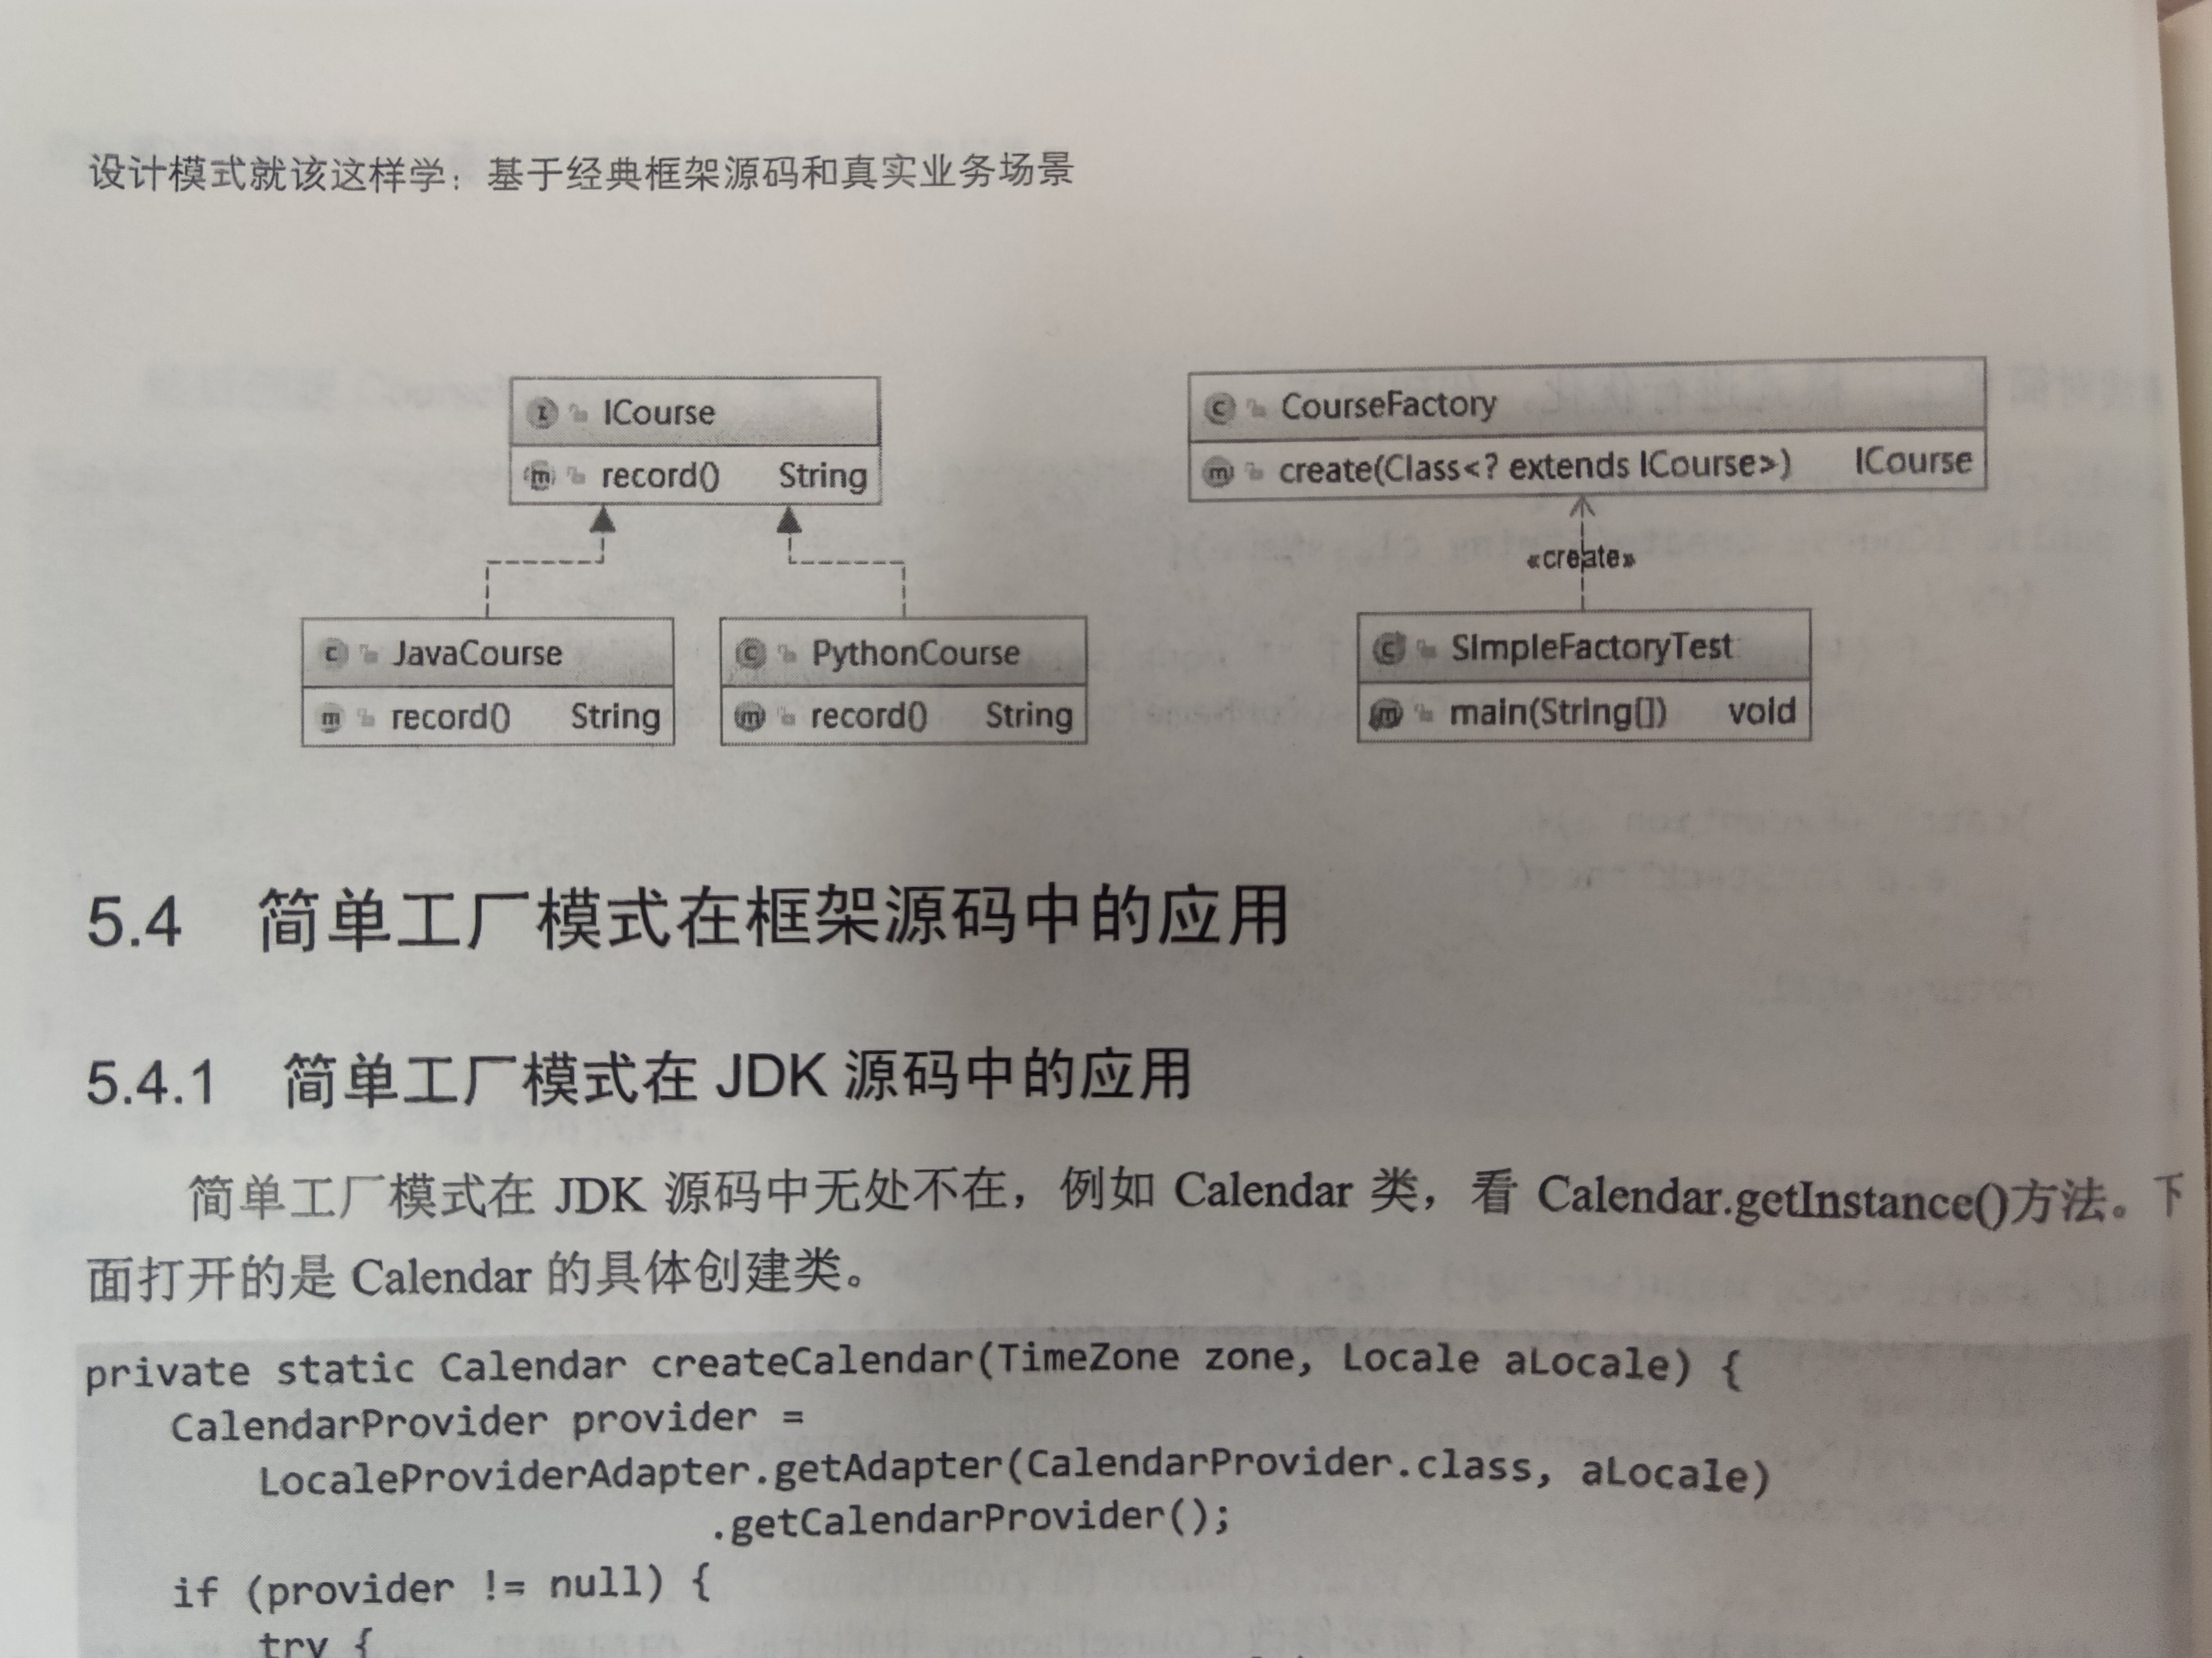 设计模式就该这样学：基于经典框架源码和真实业务场景
ICourse
record() String
CourseFactory
create(Class<? extends ICourse>) ICourse
«create»
JavaCourse
record() String
PythonCourse
record() String
SimpleFactoryTest
main(String[]) void
5.4 简单工厂模式在框架源码中的应用
5.4.1 简单工厂模式在 JDK 源码中的应用
简单工厂模式在 JDK 源码中无处不在，例如 Calendar 类，看 Calendar.getInstance()方法。下
面打开的是 Calendar 的具体创建类。
private static Calendar createCalendar(TimeZone zone, Locale aLocale) {
CalendarProvider provider =
LocaleProviderAdapter.getAdapter(CalendarProvider.class, aLocale)
.getCalendarProvider();
if (provider != null) {
try {